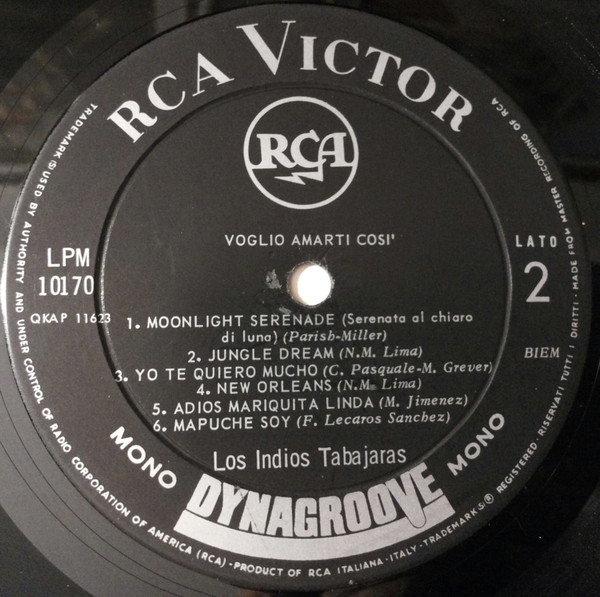 RCA VICTOR
RCA
VOGLIO AMARTI COSI'
LPM
10170
QKAP 11623
LATO
2
BIEM
1. MOONLIGHT SERENADE (Serenata al chiaro
di luna) (Parish-Miller)
2. JUNGLE DREAM (N.M. Lima)
3. YO TE QUIERO MUCHO (C. Pasquale-M. Grever)
4. NEW ORLEANS (N.M. Lima)
5. ADIOS MARIQUITA LINDA (M. Jimenez)
6. MAPUCHE SOY (F. Lecaros Sanchez)
Los Indios Tabajaras
MONO DYNAGROOVE MONO
TRADEMARK ® USED BY AUTHORITY AND UNDER CONTROL OF RADIO CORPORATION OF AMERICA (RCA) - PRODUCT OF RCA ITALIANA - ITALY - TRADEMARKS ® REGISTERED - RISERVATI TUTTI I DIRITTI - MADE FROM MASTER RECORDING OF RCA